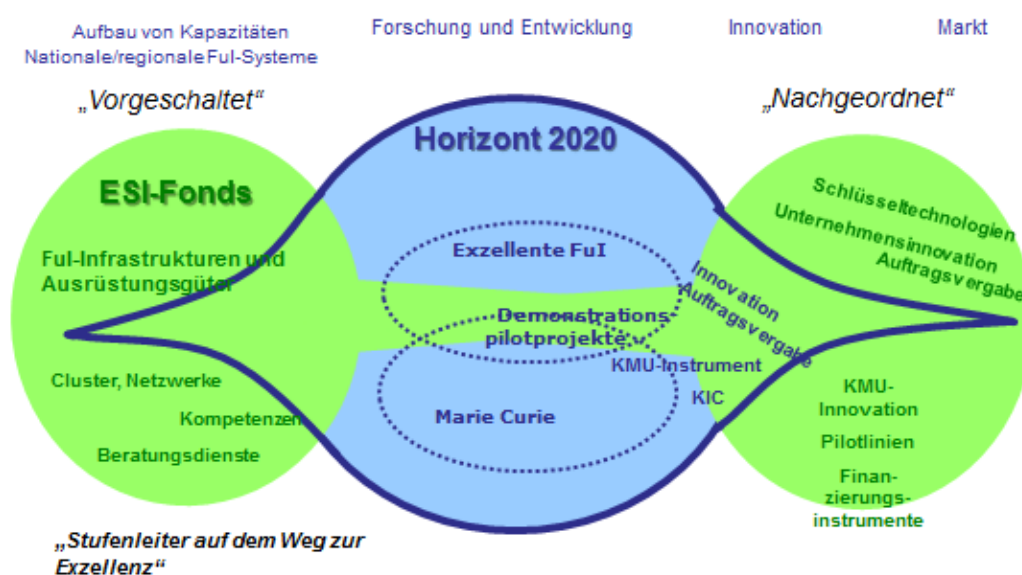 Aufbau von Kapazitäten
Nationale/regionale FuI-Systeme
Forschung und Entwicklung
Innovation
Markt
„Vorgeschaltet“
„Nachgeordnet“
Horizont 2020
ESI-Fonds
FuI-Infrastrukturen und
Ausrüstungsgüter
Cluster, Netzwerke
Kompetenzen
Beratungsdienste
Exzellente FuI
Demonstrations-
pilotprojekte
Marie Curie
Innovation
Auftragsvergabe
KMU-Instrument
KIC
Schlüsseltechnologien
Unternehmensinnovation
Auftragsvergabe
KMU-
Innovation
Pilotlinien
Finan-
zierungs-
instrumente
„Stufenleiter auf dem Weg zur
Exzellenz“